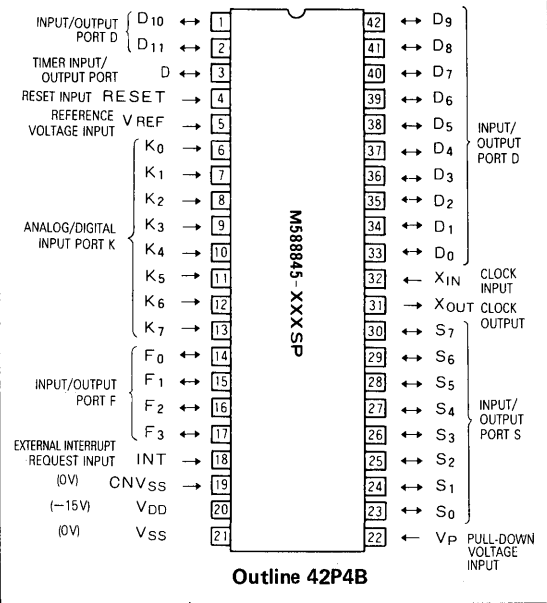 INPUT/OUTPUT
PORT D
D10 1
D11 2
TIMER INPUT/
OUTPUT PORT
D 3
RESET INPUT RESET 4
REFERENCE
VOLTAGE INPUT
VREF 5
K0 6
K1 7
K2 8
K3 9
ANALOG/DIGITAL
INPUT PORT K
K4 10
K5 11
K6 12
K7 13
F0 14
F1 15
INPUT/OUTPUT
PORT F
F2 16
F3 17
EXTERNAL INTERRUPT
REQUEST INPUT
INT 18
(0V) CNVSS 19
(−15V) VDD 20
(0V) VSS 21
M588845-XXXSP
42 D9
41 D8
40 D7
39 D6
38 D5
37 D4
36 D3
35 D2
34 D1
33 D0
INPUT/
OUTPUT
PORT D
32 XIN CLOCK
INPUT
31 XOUT CLOCK
OUTPUT
30 S7
29 S6
28 S5
27 S4
26 S3
25 S2
24 S1
23 S0
INPUT/
OUTPUT
PORT S
22 VP PULL-DOWN
VOLTAGE
INPUT
Outline 42P4B